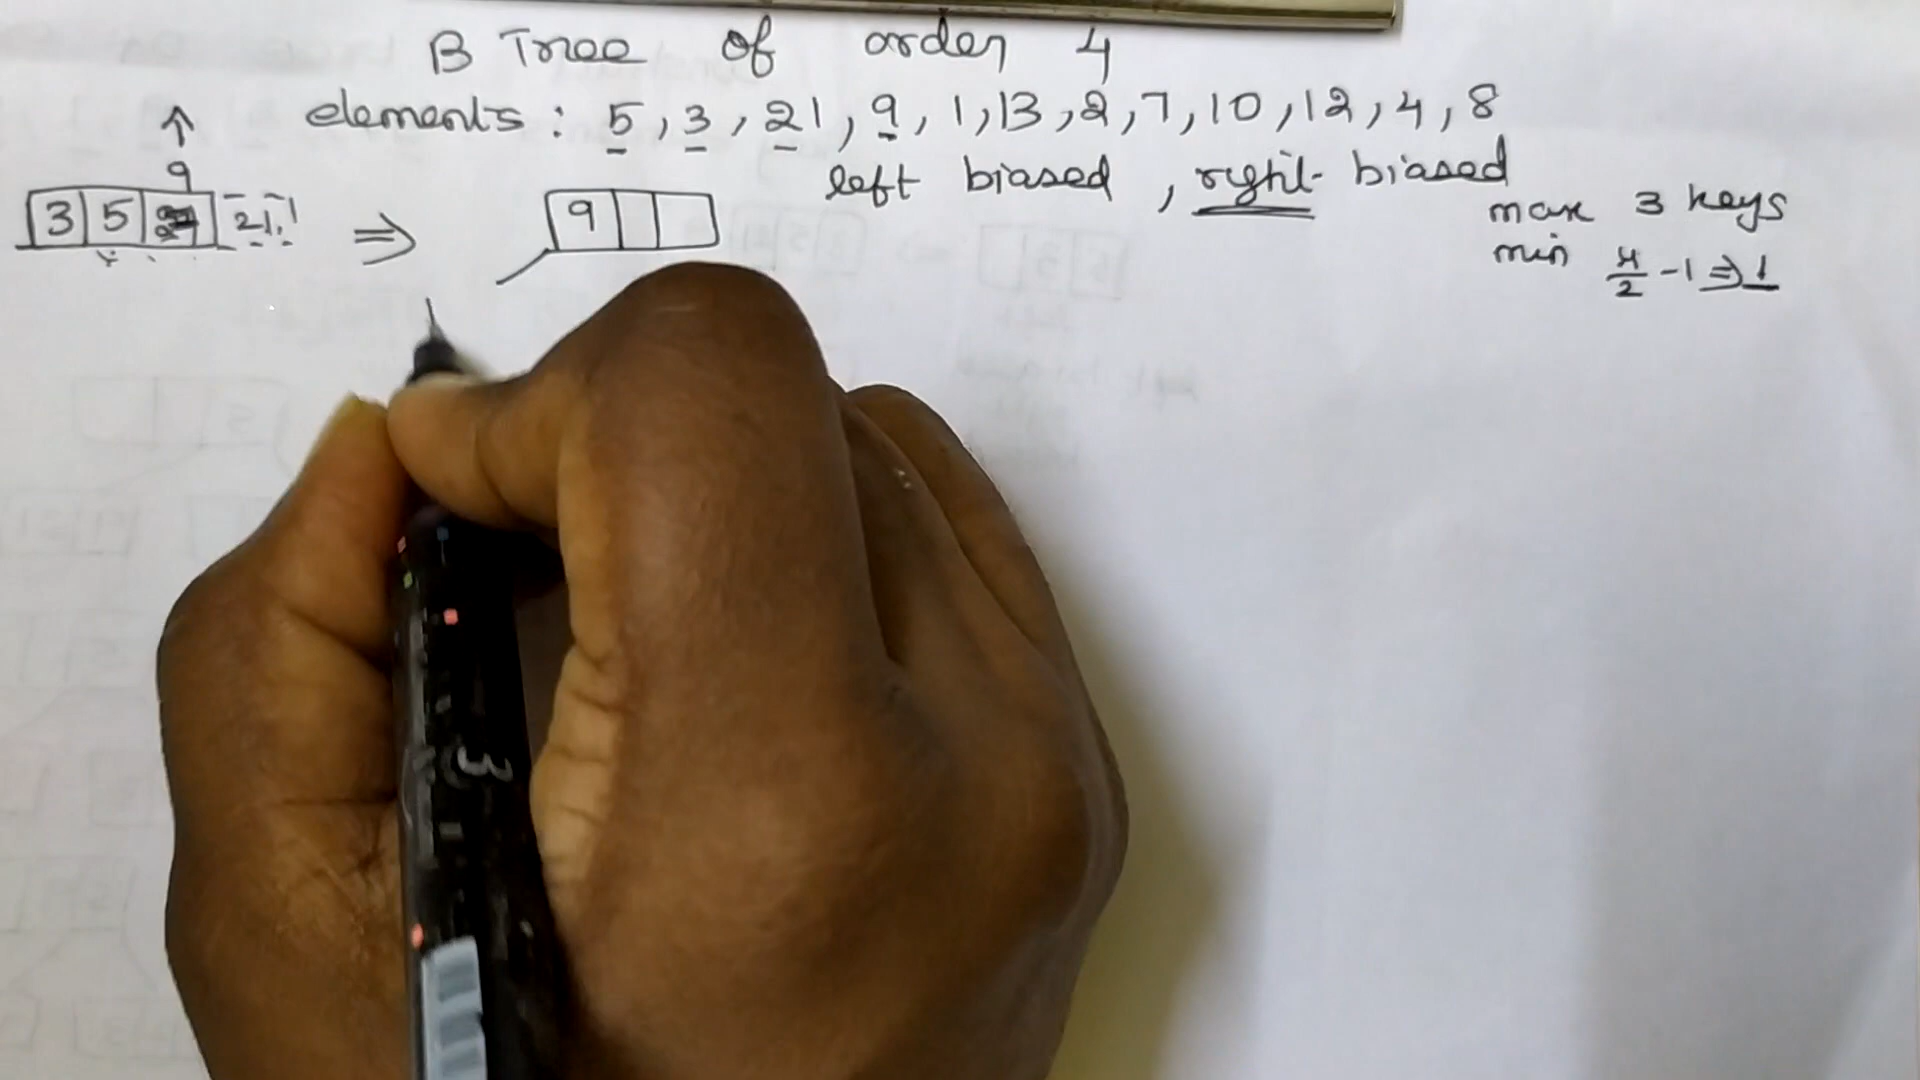 B Tree of order 4
elements : 5, 3, 21, 9, 1, 13, 2, 7, 10, 12, 4, 8
left biased, right biased
max 3 keys
min 4/2 - 1 ⇒ 1
↑
9
3 5 21 ⇒ 9